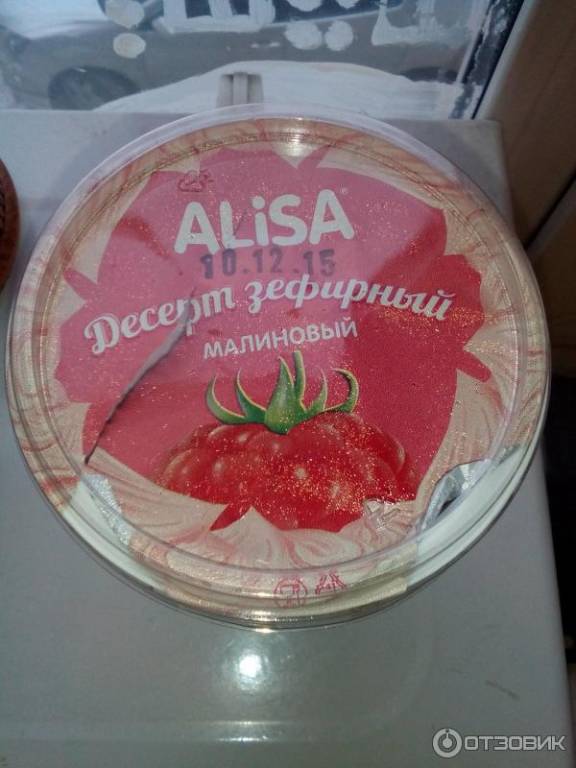 ALiSA®
10.12.15
Десерт зефирный
МАЛИНОВЫЙ
ОТЗОВИК